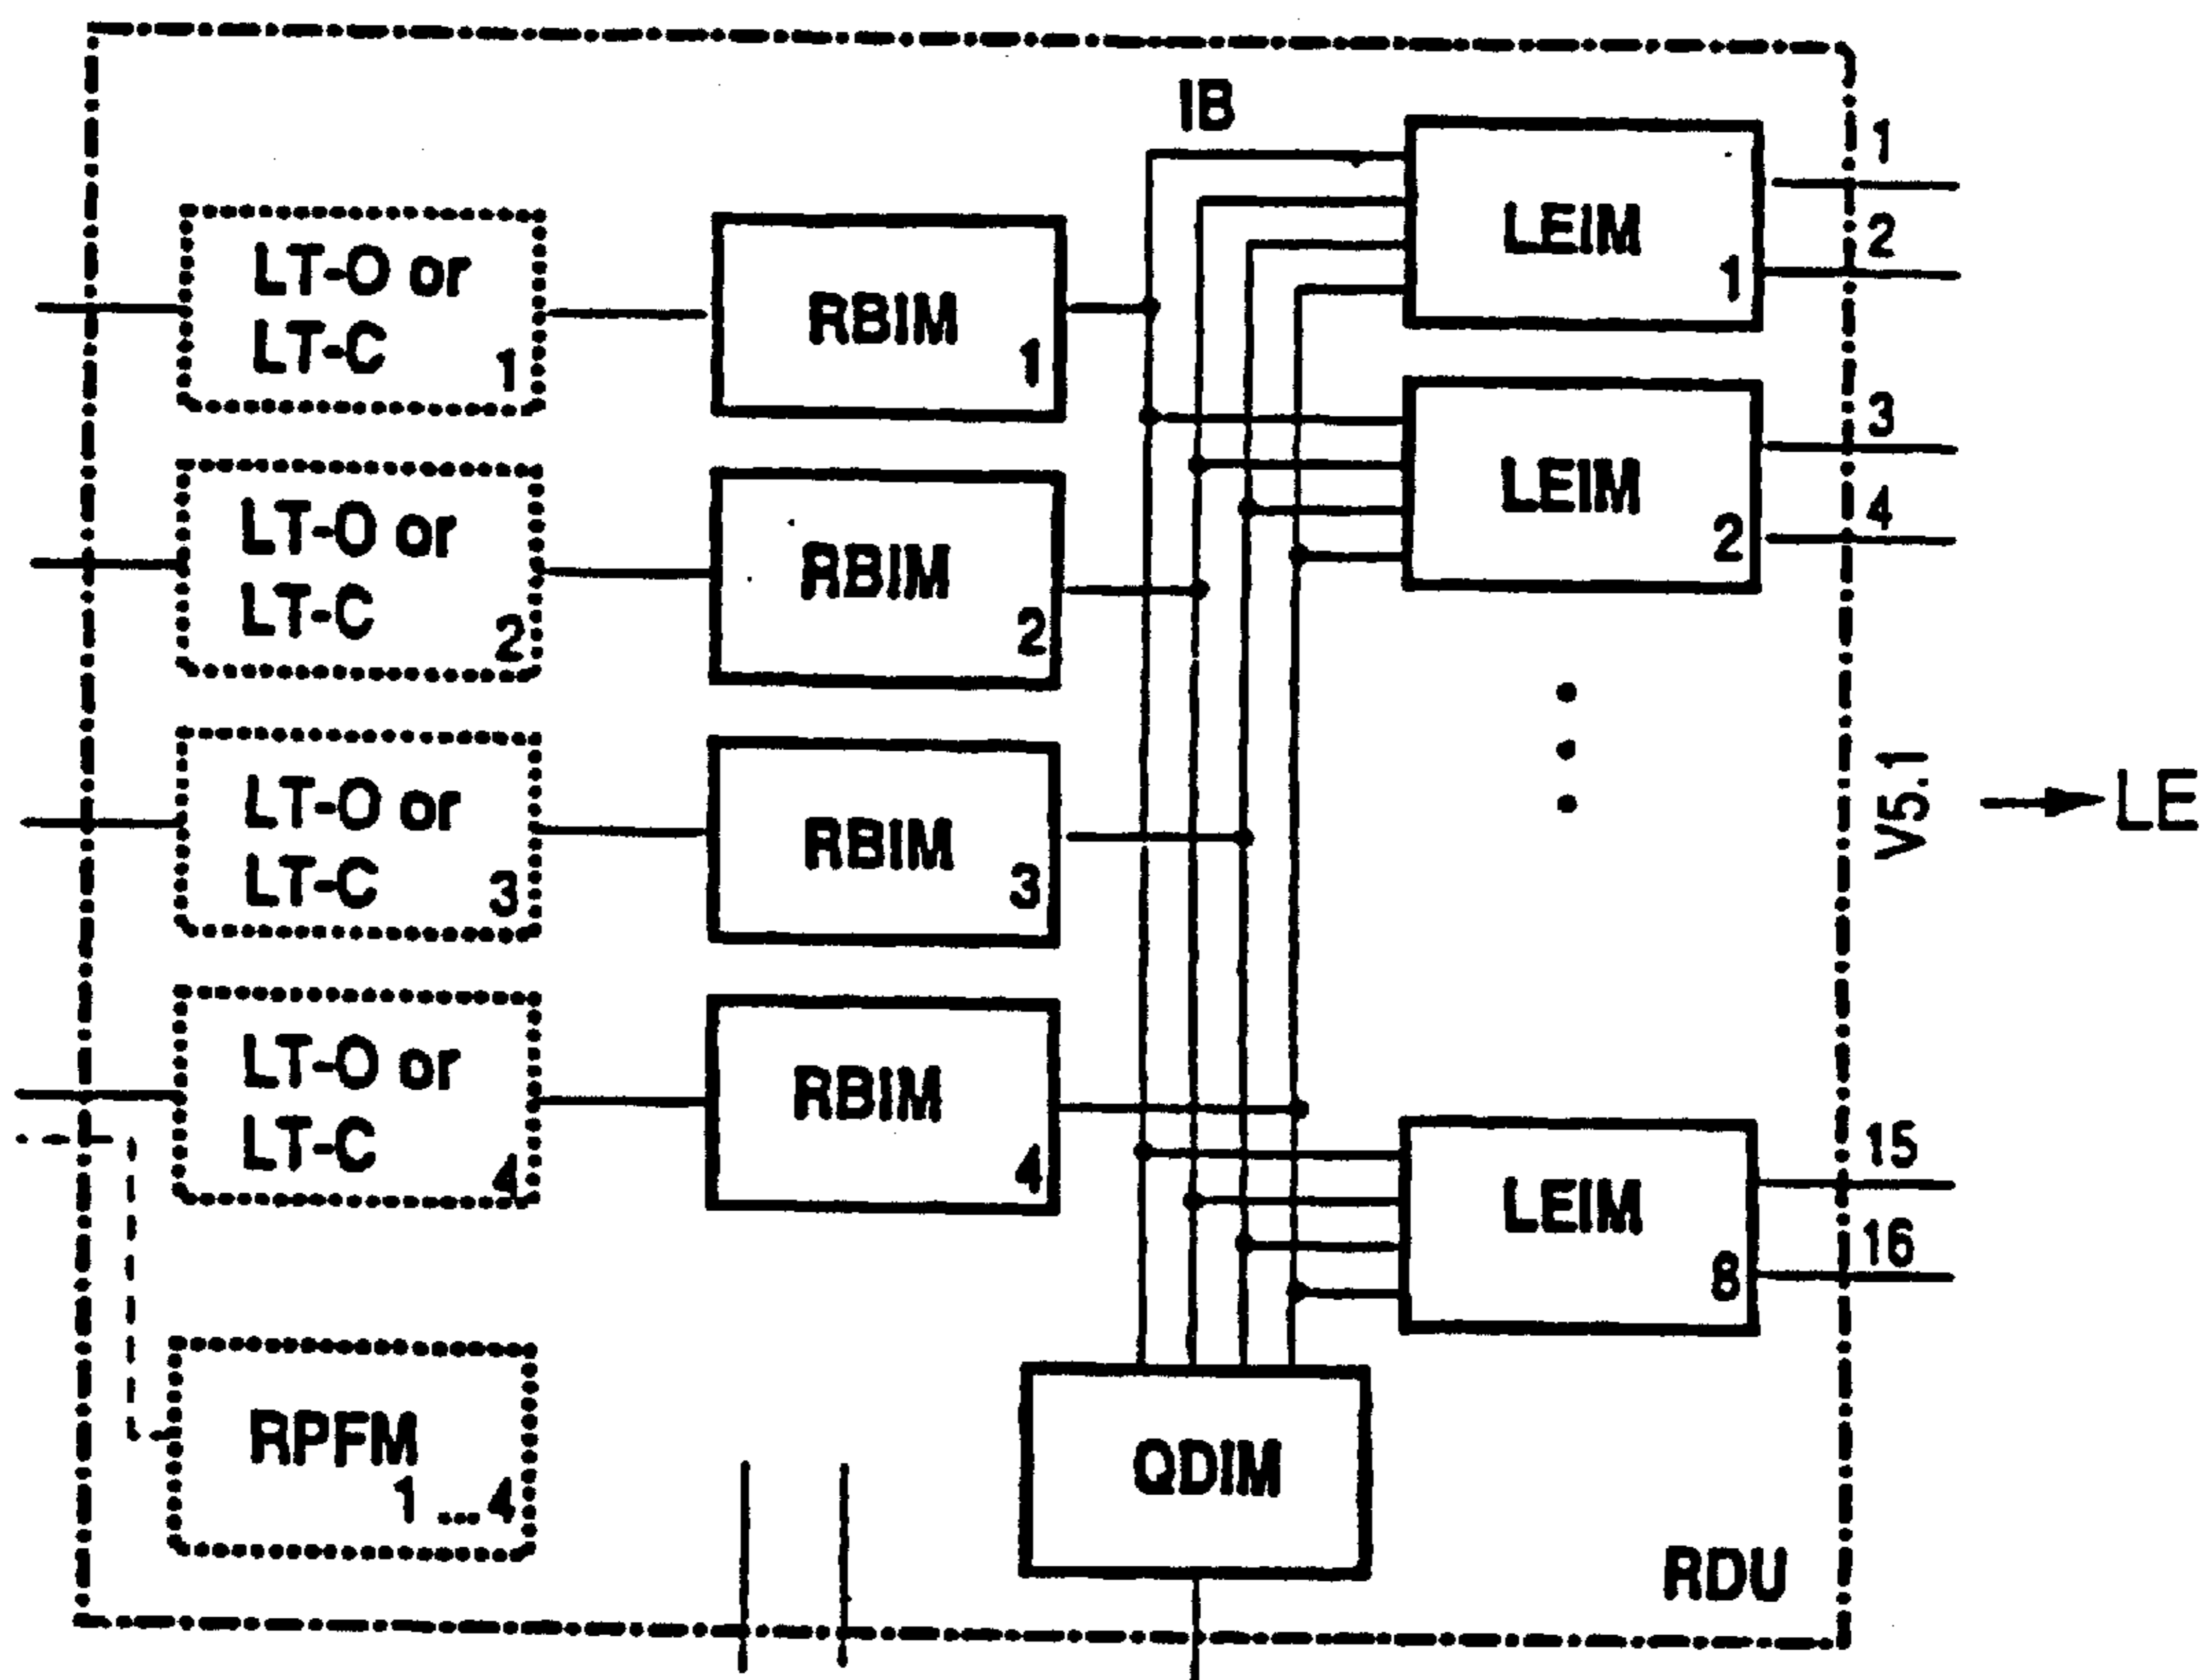 IB
LT-O or
LT-C
1
RBIM
1
LEIM
1
1
2
LT-O or
LT-C
2
RBIM
2
LEIM
2
3
4
LT-O or
LT-C
3
RBIM
3
V5.1
LE
LT-O or
LT-C
4
RBIM
4
LEIM
8
15
16
RPFM
1 ... 4
QDIM
RDU